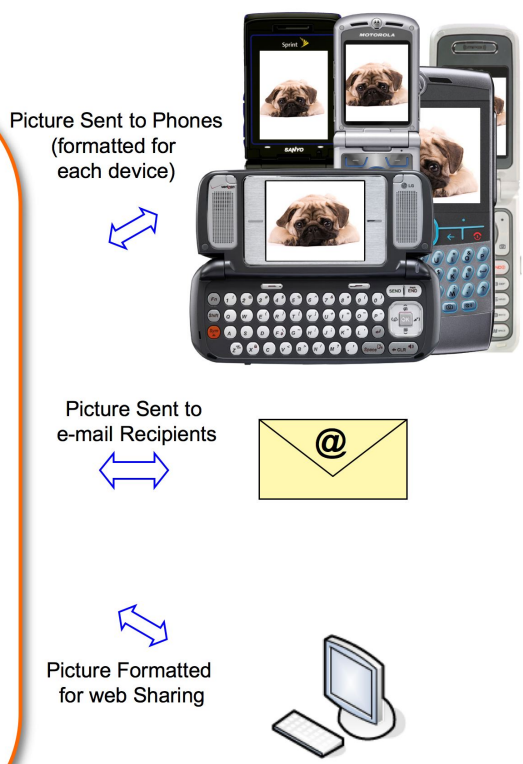 Sprint
MOTOROLA
Picture Sent to Phones
(formatted for
each device)
SANYO
LG
SEND
END
Picture Sent to
e-mail Recipients
@
Picture Formatted
for web Sharing